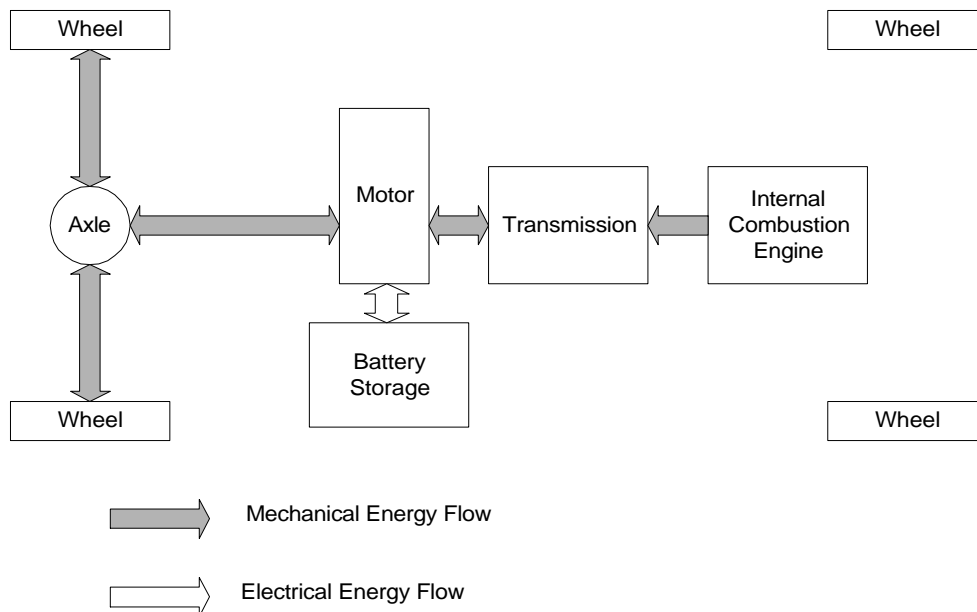 Wheel
Wheel
Axle
Motor
Transmission
Internal
Combustion
Engine
Battery
Storage
Wheel
Wheel
Mechanical Energy Flow
Electrical Energy Flow